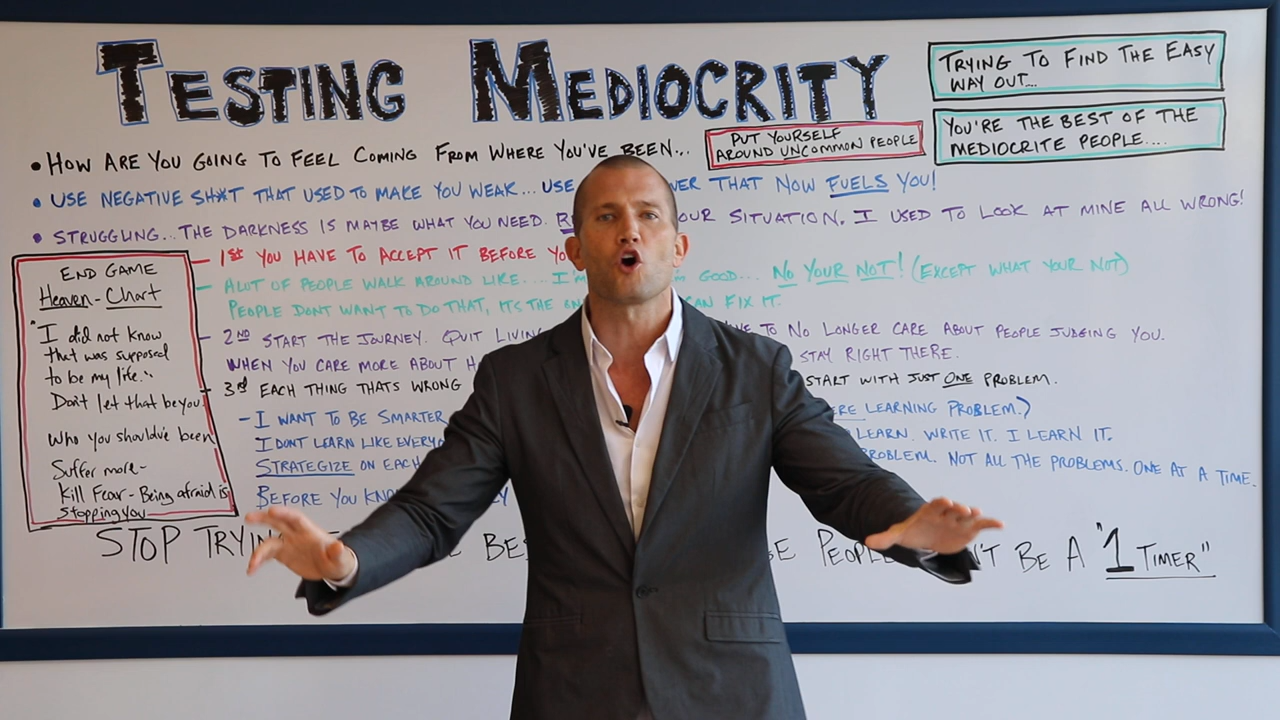 TESTING MEDIOCRITY
TRYING TO FIND THE EASY
WAY OUT...
YOU'RE THE BEST OF THE
MEDIOCRITE PEOPLE....
PUT YOURSELF
AROUND UNCOMMON PEOPLE
• HOW ARE YOU GOING TO FEEL COMING FROM WHERE YOU'VE BEEN...
• USE NEGATIVE SH*T THAT USED TO MAKE YOU WEAK... USE THAT NOW FUELS YOU!
• STRUGGLING... THE DARKNESS IS MAYBE WHAT YOU NEED. SITUATION. I USED TO LOOK AT MINE ALL WRONG!
- 1ST YOU HAVE TO ACCEPT IT BEFORE
- ALOT OF PEOPLE WALK AROUND LIKE.... GOOD.... NO YOUR NOT! (EXCEPT WHAT YOUR NOT)
PEOPLE DONT WANT TO DO THAT, ITS THE CAN FIX IT.
- 2ND START THE JOURNEY. QUIT TO NO LONGER CARE ABOUT PEOPLE JUDGING YOU.
WHEN YOU CARE MORE ABOUT STAY RIGHT THERE.
- 3rd EACH THING THATS WRONG START WITH JUST ONE PROBLEM.
- I WANT TO BE SMARTER LEARNING PROBLEM.)
I DONT LEARN LIKE LEARN. WRITE IT. I LEARN IT.
STRATEGIZE ON EACH PROBLEM. NOT ALL THE PROBLEMS. ONE AT A TIME.
BEFORE YOU
END GAME
Heaven - Chart
"I did not know
that was supposed
to be my life."
Don't let that be you.
Who you should've been
Suffer more-
Kill Fear - Being afraid is
stopping you
STOP BE A "1 TIMER"